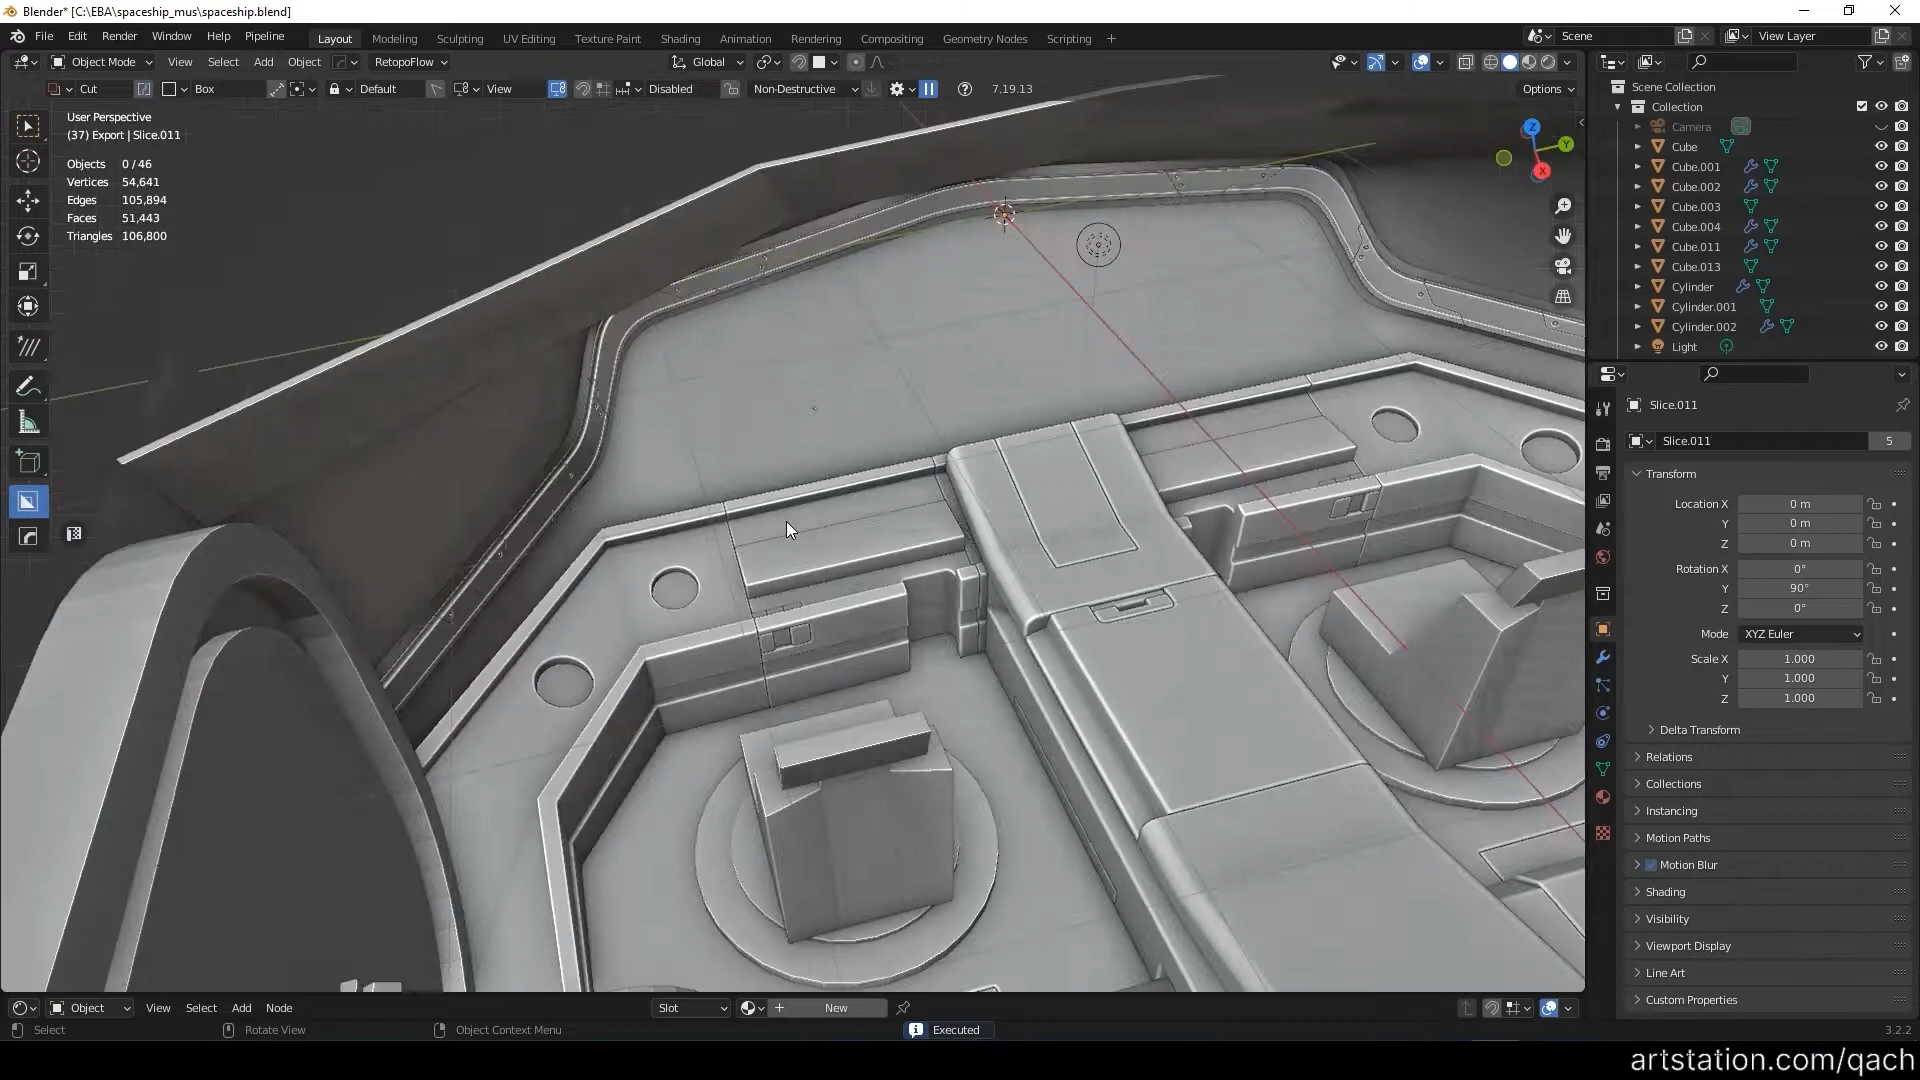 Blender* [C:\EBA\spaceship_mus\spaceship.blend]
File Edit Render Window Help Pipeline Layout Modeling Sculpting UV Editing Texture Paint Shading Animation Rendering Compositing Geometry Nodes Scripting + Scene View Layer
Object Mode View Select Add Object RetopoFlow Global
Cut Box Default View Disabled Non-Destructive 7.19.13 Options
User Perspective
(37) Export | Slice.011
Objects 0 / 46
Vertices 54,641
Edges 105,894
Faces 51,443
Triangles 106,800
Z
Y
X
Scene Collection
Collection
Camera
Cube
Cube.001
Cube.002
Cube.003
Cube.004
Cube.011
Cube.013
Cylinder
Cylinder.001
Cylinder.002
Light
Slice.011
Slice.011 5
Transform
Location X 0 m
Y 0 m
Z 0 m
Rotation X 0°
Y 90°
Z 0°
Mode XYZ Euler
Scale X 1.000
Y 1.000
Z 1.000
Delta Transform
Relations
Collections
Instancing
Motion Paths
Motion Blur
Shading
Visibility
Viewport Display
Line Art
Custom Properties
Object View Select Add Node Slot New
Select Rotate View Object Context Menu Executed 3.2.2
artstation.com/qach